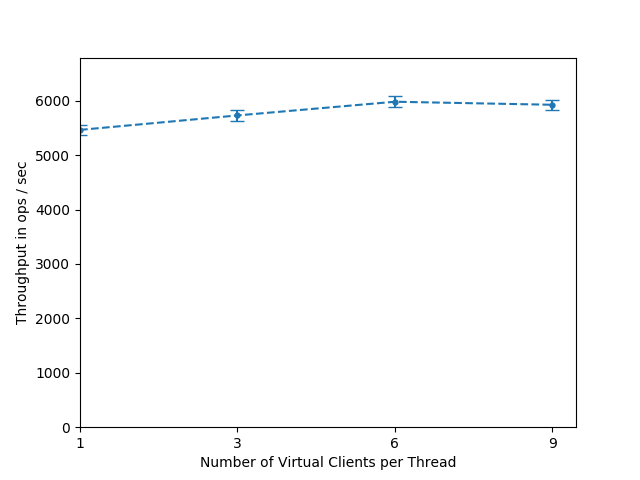 6000
5000
4000
3000
2000
1000
0
Throughput in ops / sec
1 3 6 9
Number of Virtual Clients per Thread